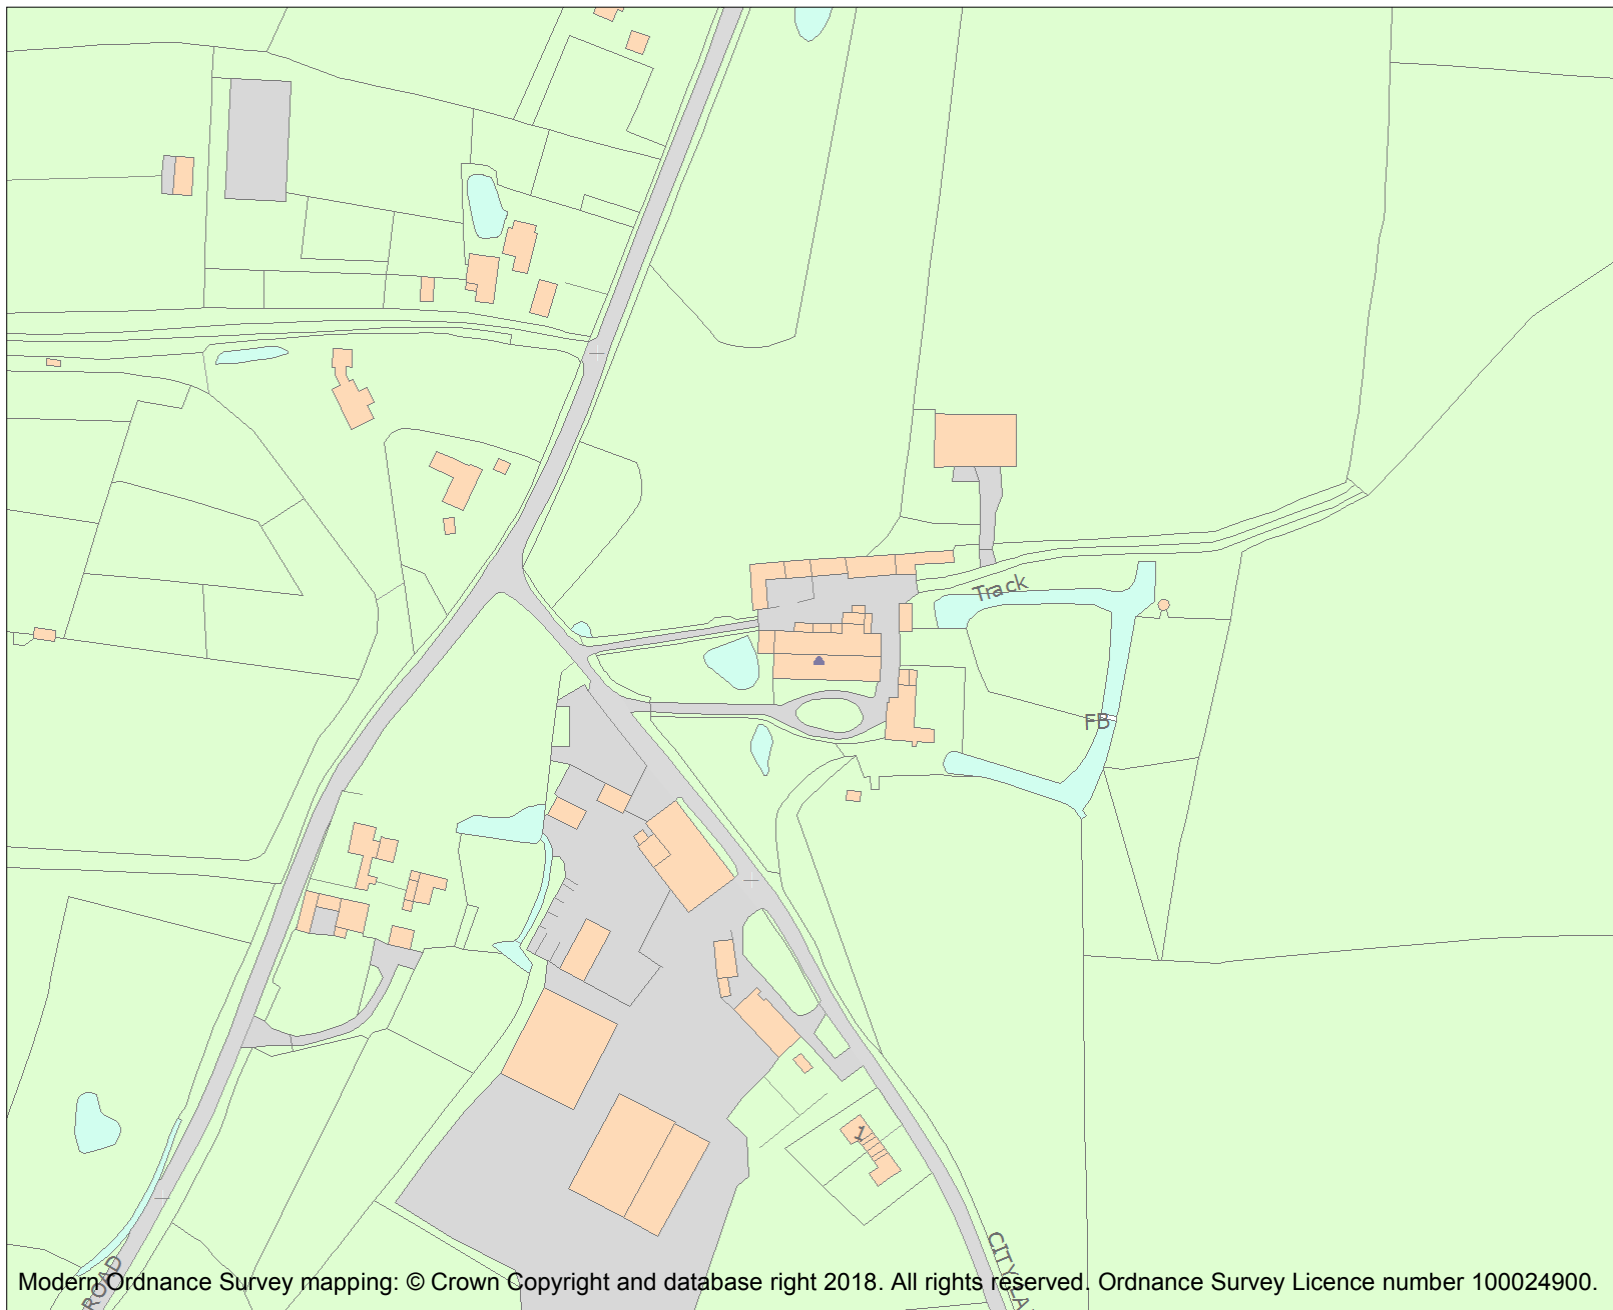 Track
FB
1
ROAD
Modern Ordnance Survey mapping: © Crown Copyright and database right 2018. All rights reserved. Ordnance Survey Licence number 100024900.